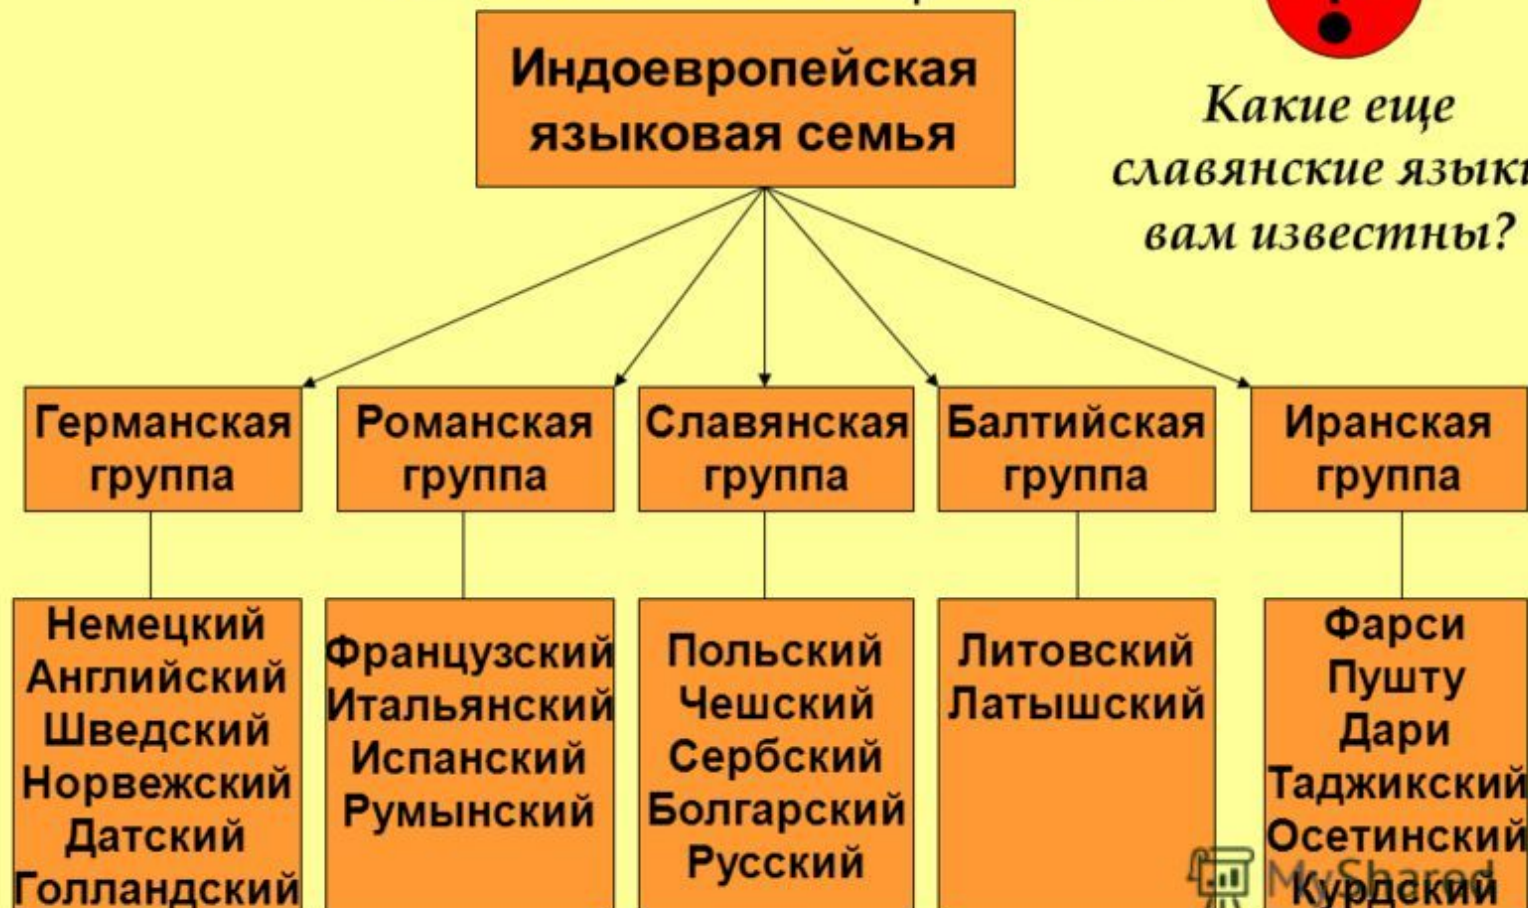 Индоевропейская
языковая семья
Какие еще
славянские языки
вам известны?
Германская
группа
Романская
группа
Славянская
группа
Балтийская
группа
Иранская
группа
Немецкий
Английский
Шведский
Норвежский
Датский
Голландский
Французский
Итальянский
Испанский
Румынский
Польский
Чешский
Сербский
Болгарский
Русский
Литовский
Латышский
Фарси
Пушту
Дари
Таджикский
Осетинский
Курдский
MyShared